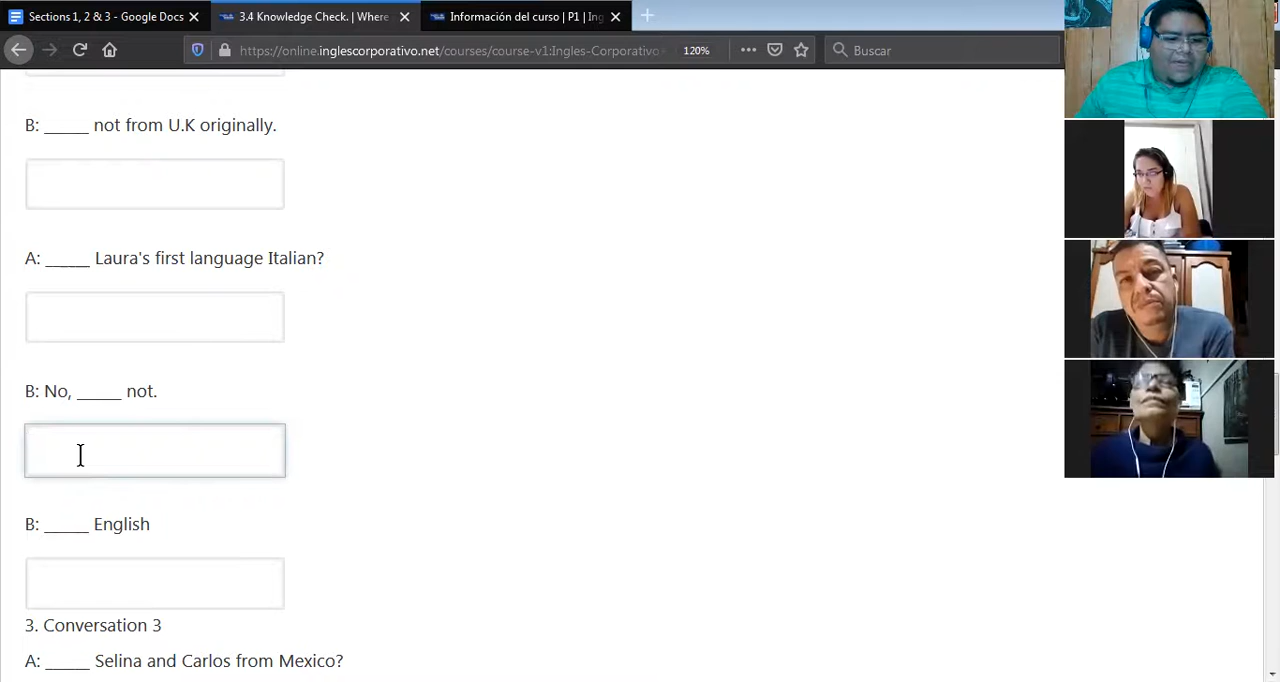 Sections 1, 2 & 3 - Google Docs
3.4 Knowledge Check. | Where
Información del curso | P1 | Ing
https://online.inglescorporativo.net/courses/course-v1:Ingles-Corporativo
120%
Buscar
B: _____ not from U.K originally.
A: _____ Laura's first language Italian?
B: No, _____ not.
B: _____ English
3. Conversation 3
A: _____ Selina and Carlos from Mexico?